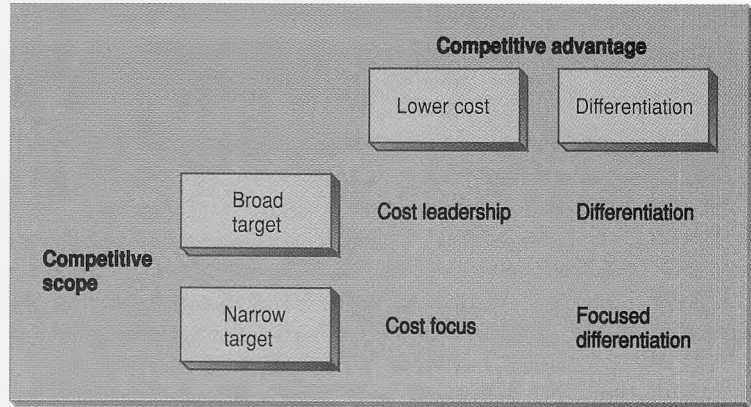 Competitive advantage
Lower cost
Differentiation
Broad
target
Cost leadership
Differentiation
Competitive
scope
Narrow
target
Cost focus
Focused
differentiation